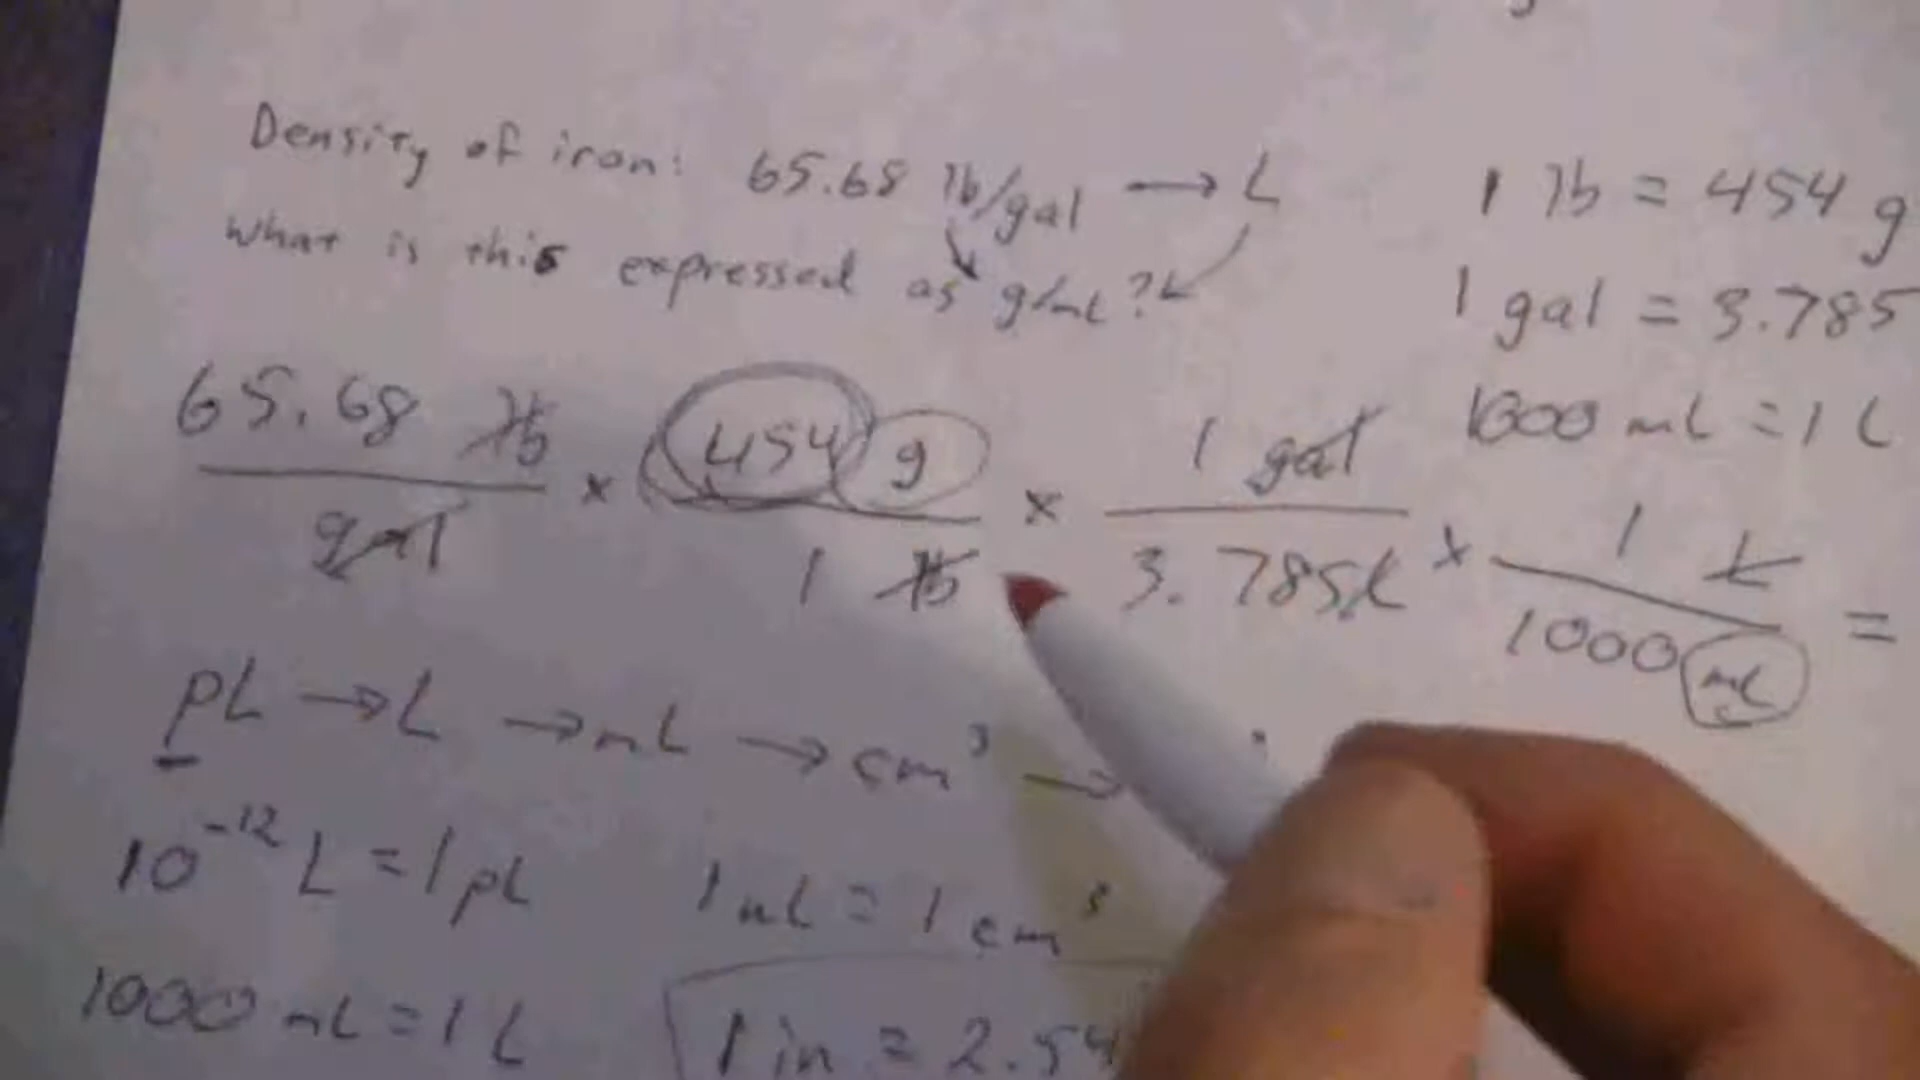 Density of iron: 65.68 lb/gal → L
What is this expressed as g/mL?
1 lb = 454 g
1 gal = 3.785
1000 mL = 1 L
65.68 lb / gal × 454 g / 1 lb × 1 gal / 3.785 L × 1 L / 1000 mL =
pL → L → mL → cm³ →
10⁻¹² L = 1 pL
1 mL = 1 cm³
1000 mL = 1 L
1 in = 2.54